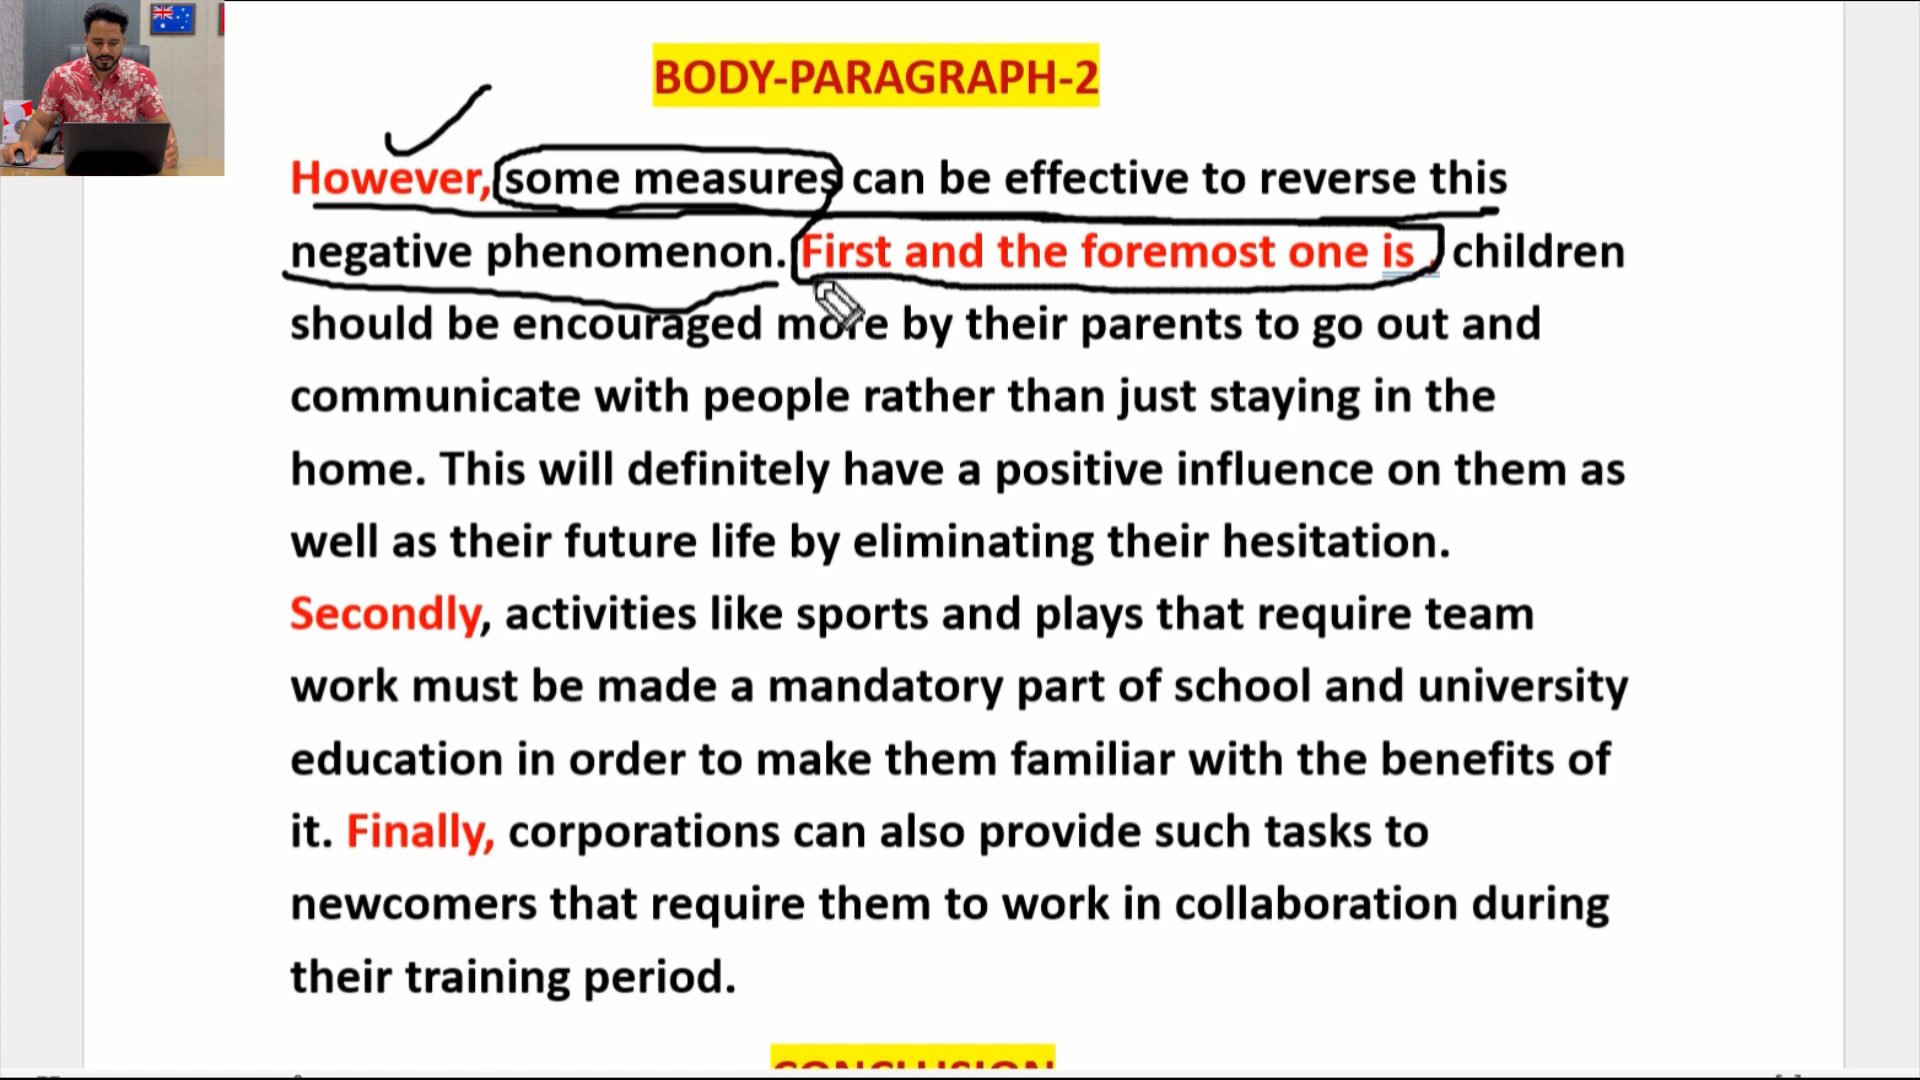 BODY-PARAGRAPH-2
However, some measures can be effective to reverse this
negative phenomenon. First and the foremost one is , children
should be encouraged more by their parents to go out and
communicate with people rather than just staying in the
home. This will definitely have a positive influence on them as
well as their future life by eliminating their hesitation.
Secondly, activities like sports and plays that require team
work must be made a mandatory part of school and university
education in order to make them familiar with the benefits of
it. Finally, corporations can also provide such tasks to
newcomers that require them to work in collaboration during
their training period.
CONCLUSION